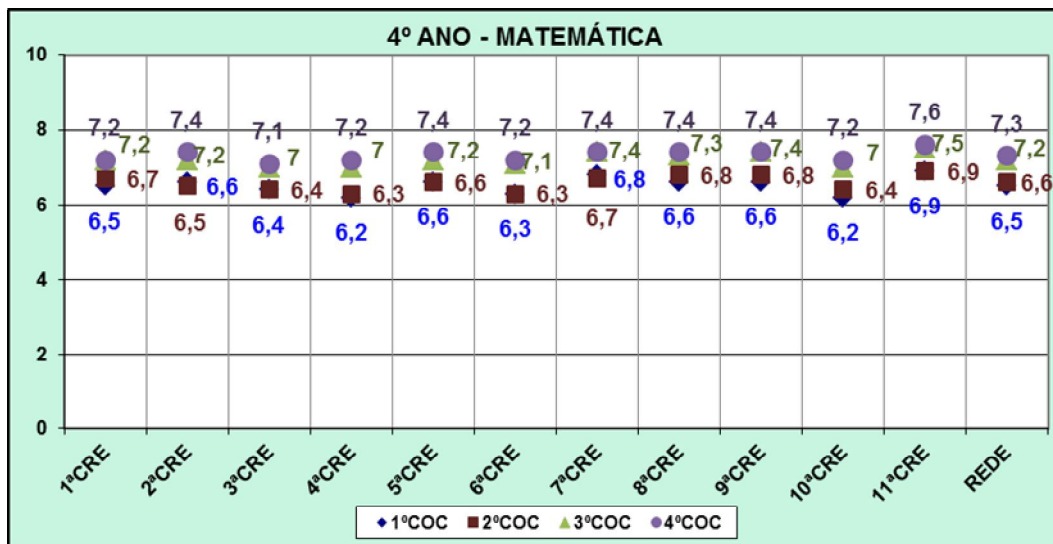 4º ANO - MATEMÁTICA
10
8
6
4
2
0
7,2 7,4 7,1 7,2 7,4 7,2 7,4 7,4 7,4 7,2 7,6 7,3
7,2 7,2 7 7 7,2 7,1 7,4 7,3 7,4 7 7,5 7,2
6,7 6,6 6,4 6,3 6,6 6,3 6,8 6,8 6,8 6,4 6,9 6,6
6,5 6,5 6,4 6,2 6,6 6,3 6,7 6,6 6,6 6,2 6,9 6,5
1ªCRE 2ªCRE 3ªCRE 4ªCRE 5ªCRE 6ªCRE 7ªCRE 8ªCRE 9ªCRE 10ªCRE 11ªCRE REDE
1ºCOC 2ºCOC 3ºCOC 4ºCOC